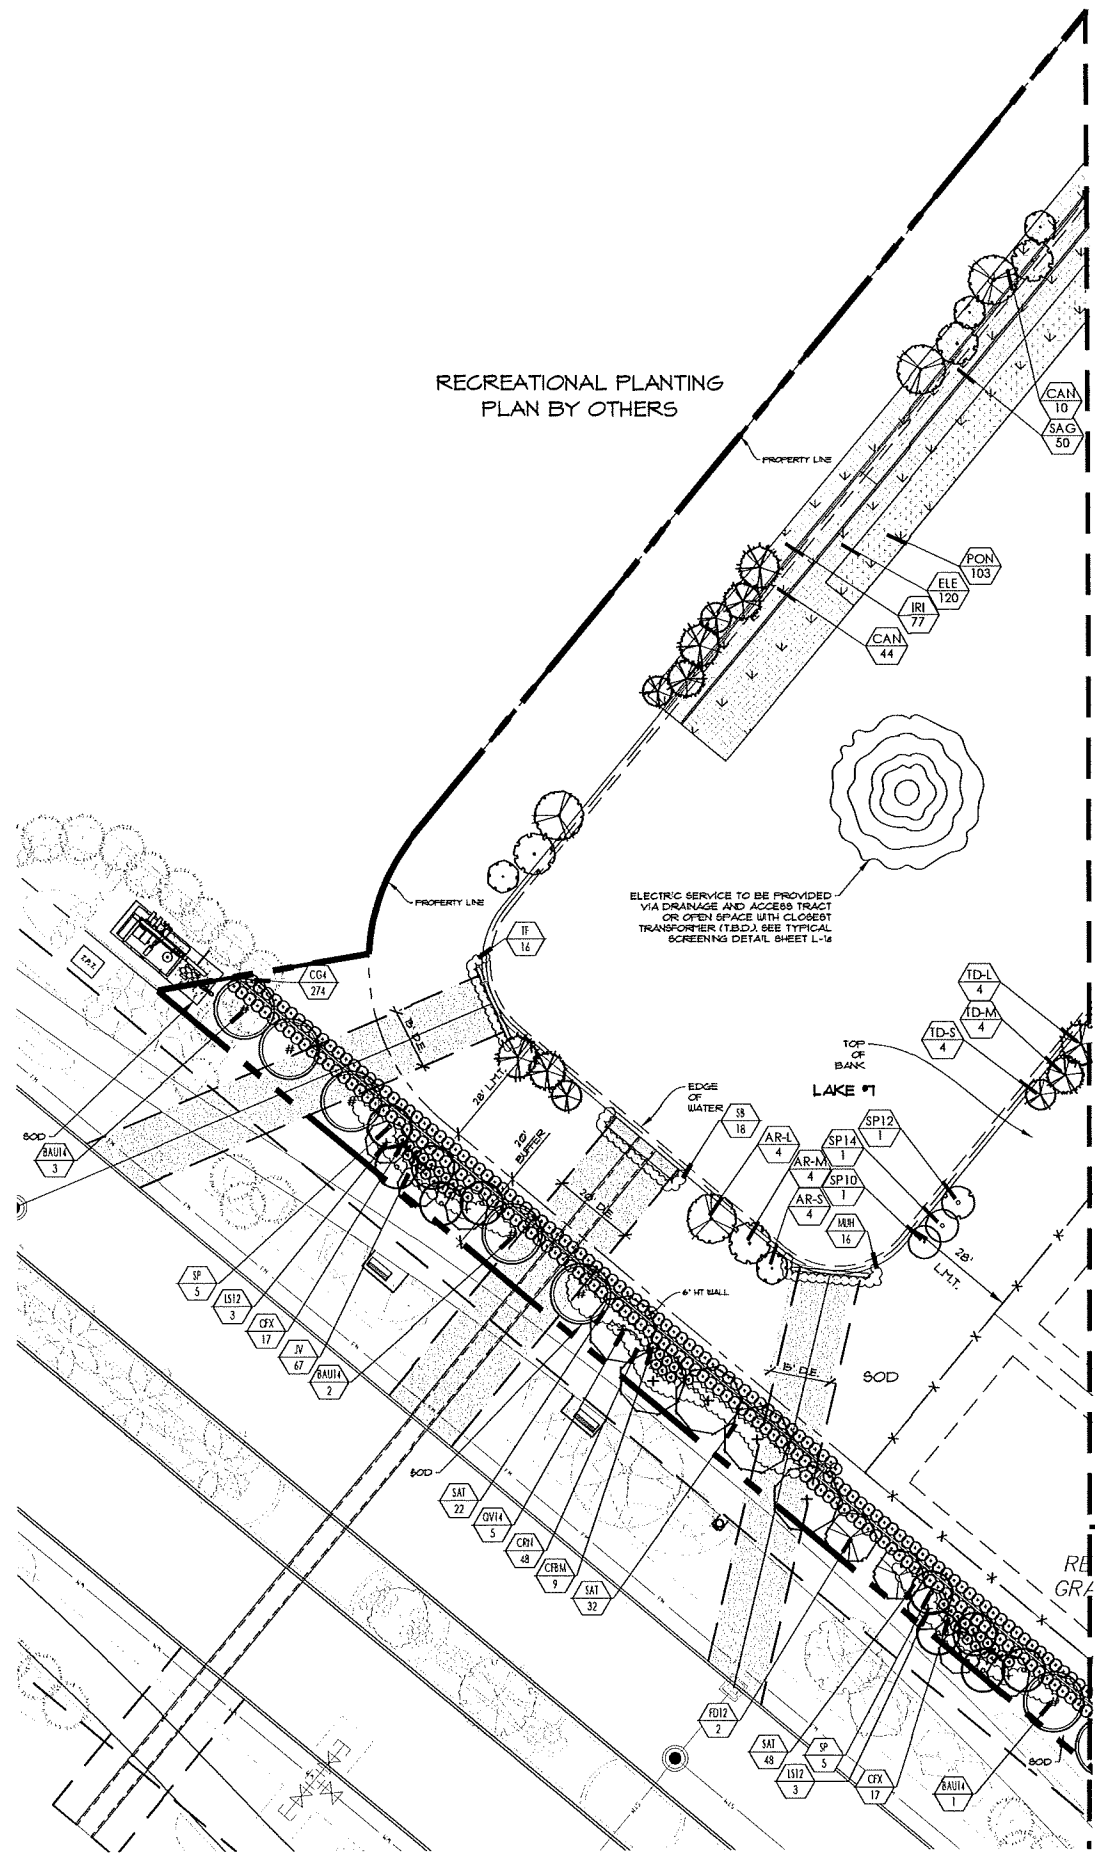 RECREATIONAL PLANTING
PLAN BY OTHERS
PROPERTY LINE
CAN
10
SAG
50
PON
103
ELE
120
IRI
77
CAN
44
PROPERTY LINE
ELECTRIC SERVICE TO BE PROVIDED
VIA DRAINAGE AND ACCESS TRACT
OR OPEN SPACE WITH CLOSEST
TRANSFORMER (T.B.D.). SEE TYPICAL
SCREENING DETAIL SHEET L-14
TF
16
CG4
274
15' D.E.
28' L.M.T.
20'
BUFFER
EDGE
OF
WATER
SB
18
TOP
OF
BANK
LAKE #7
TD-L
4
TD-M
4
TD-S
4
AR-L
4
AR-M
4
AR-S
4
SP14
1
SP12
1
SP10
1
MUH
16
28'
L.M.T.
20' D.E.
SOD
BAU14
3
SP
5
LS12
3
CFX
17
JV
67
BAU14
2
6' HT WALL
15' D.E.
SOD
SOD
SAT
22
QV14
5
CRN
48
CFBM
9
SAT
32
RE
GRA
FD12
2
SAT
48
SP
5
LS12
3
CFX
17
BAU14
1
SOD